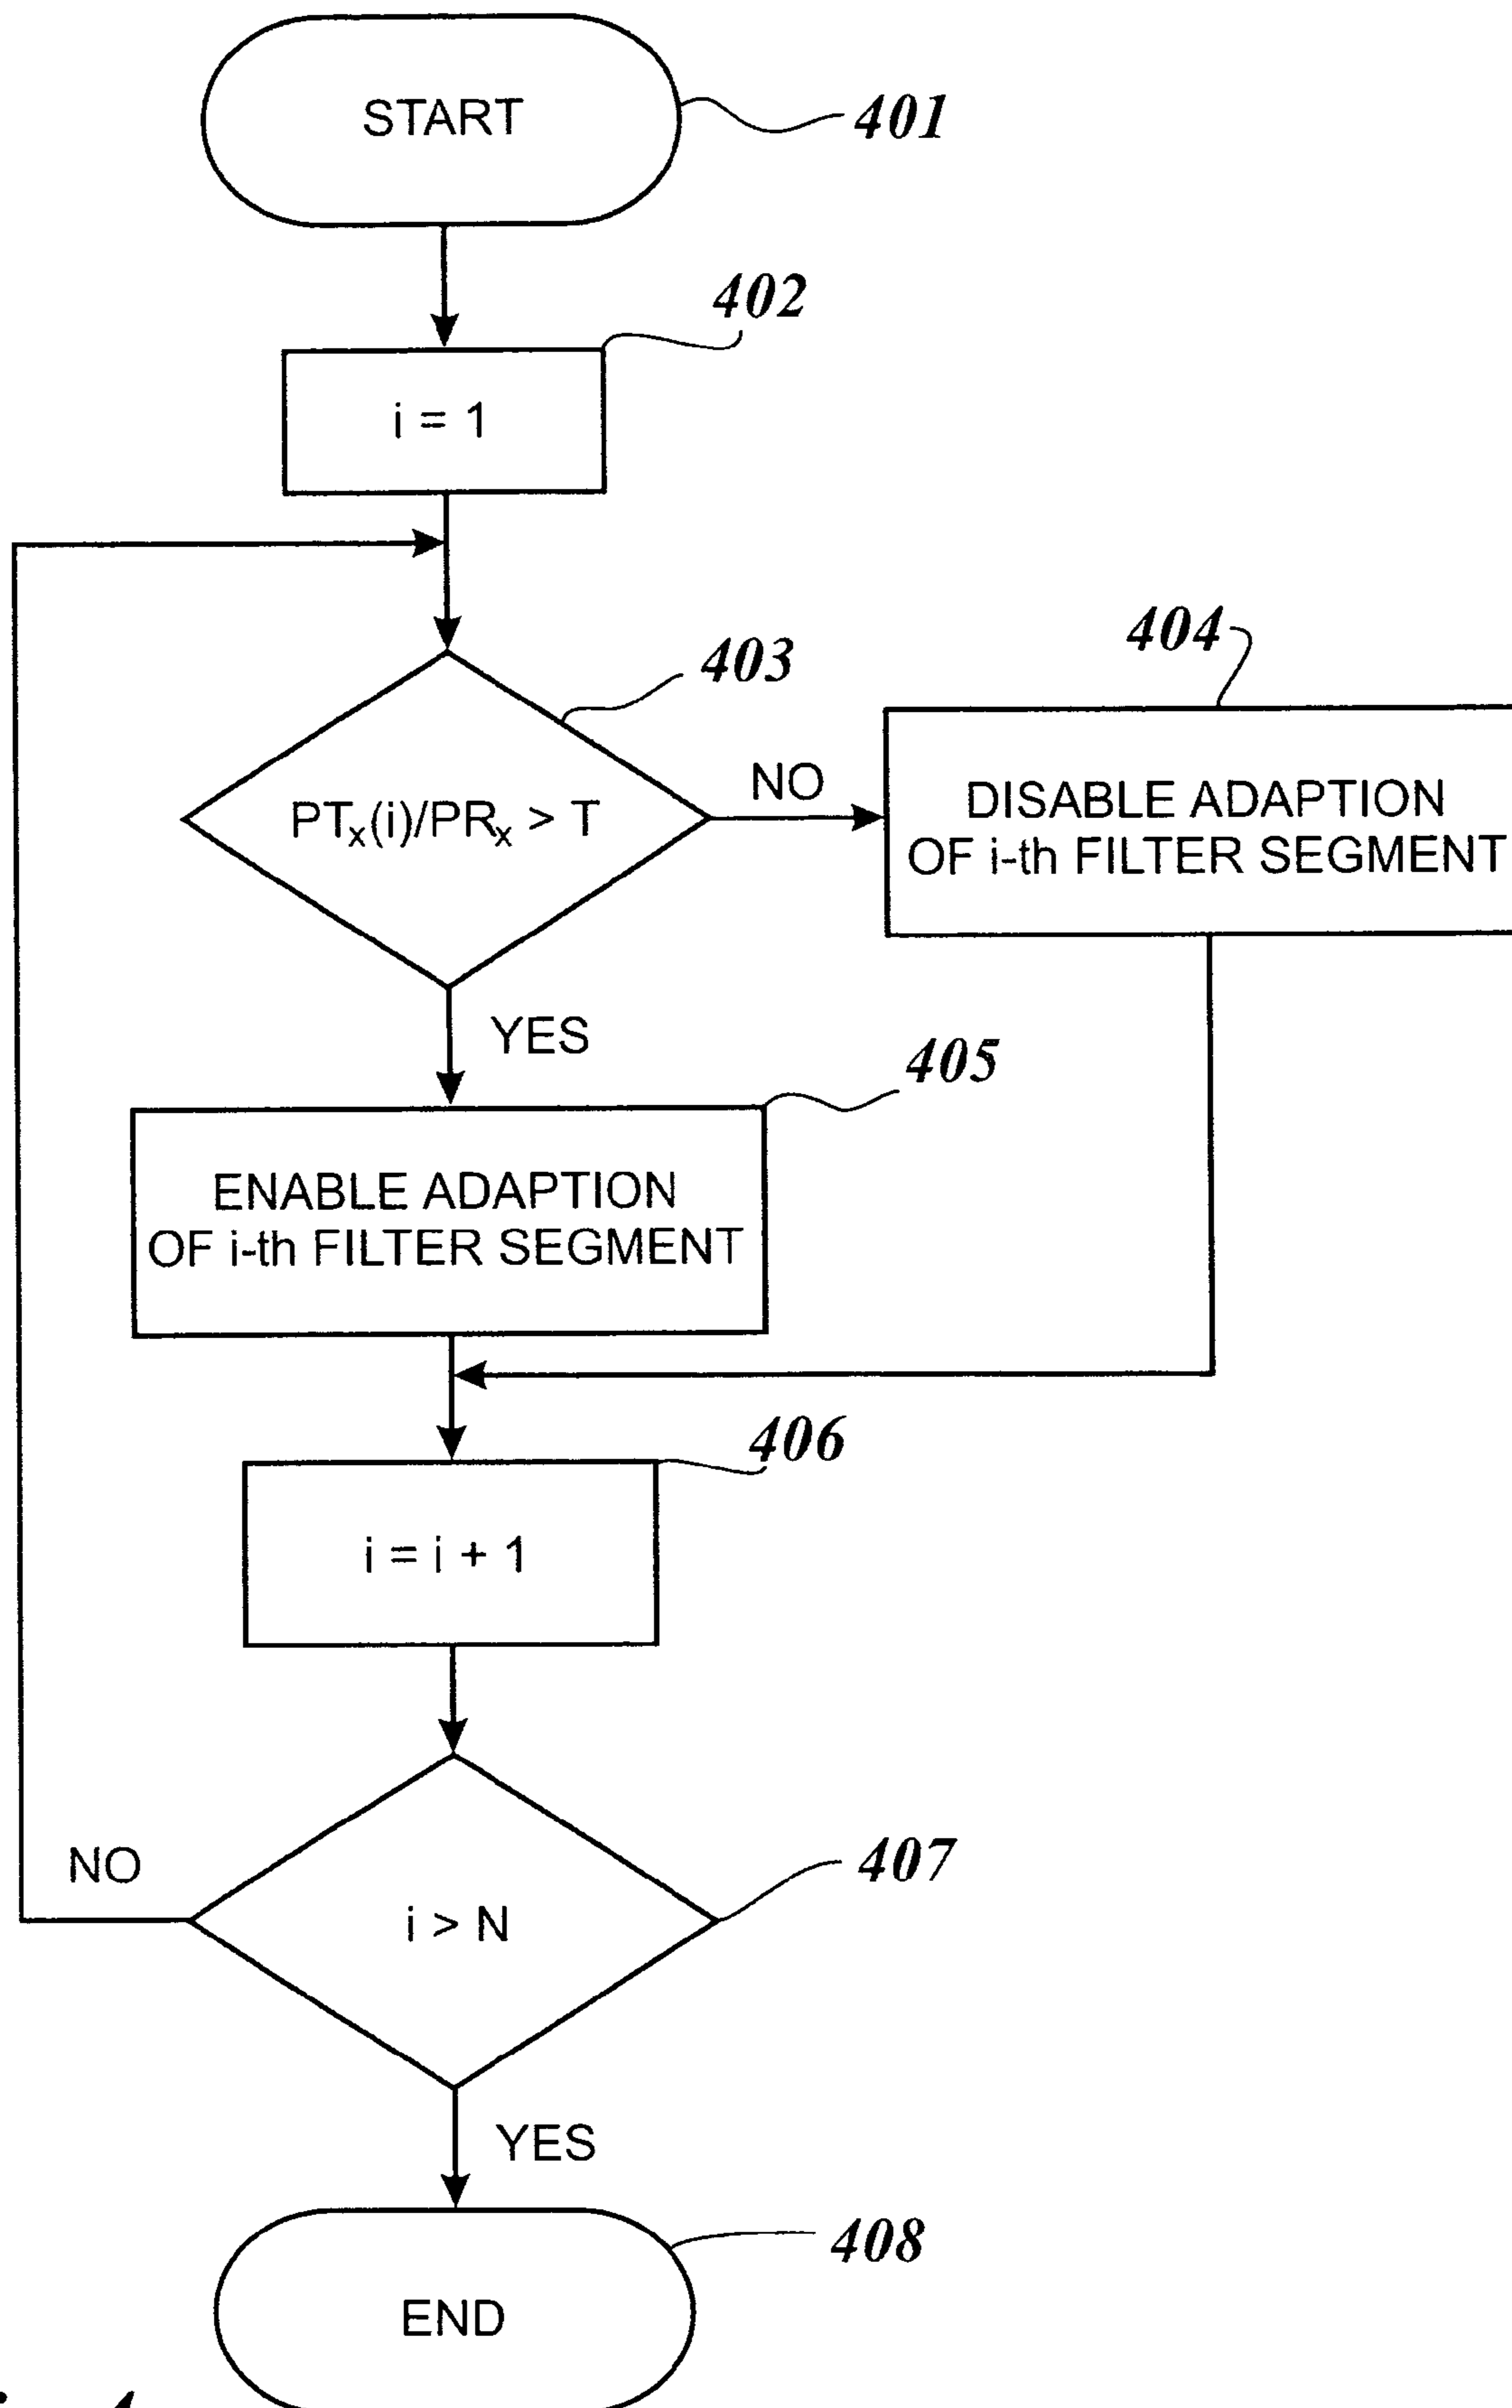 START
401
402
i = 1
403
404
PTₓ(i)/PRₓ > T
NO
DISABLE ADAPTION
OF i-th FILTER SEGMENT
YES
405
ENABLE ADAPTION
OF i-th FILTER SEGMENT
406
i = i + 1
NO
407
i > N
YES
408
END